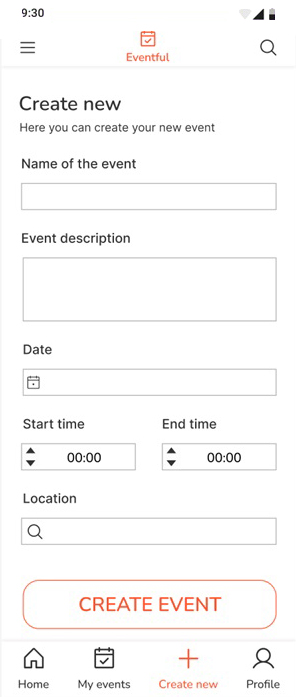 9:30
Eventful
Create new
Here you can create your new event
Name of the event
Event description
Date
Start time End time
00:00 00:00
Location
CREATE EVENT
Home My events Create new Profile